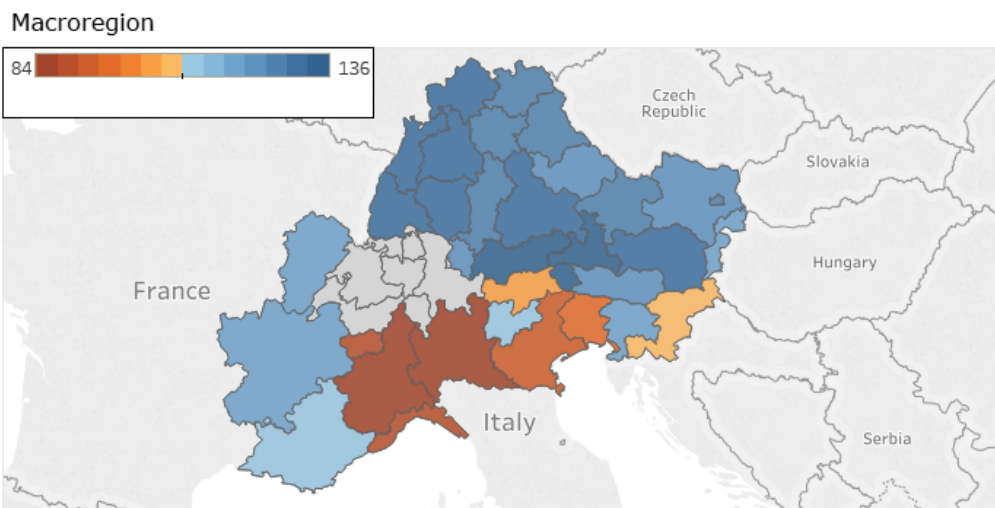 Macroregion
84
136
Czech
Republic
Slovakia
Hungary
France
Italy
Serbia